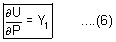 ∂U/∂P = Y₁ ....(6)